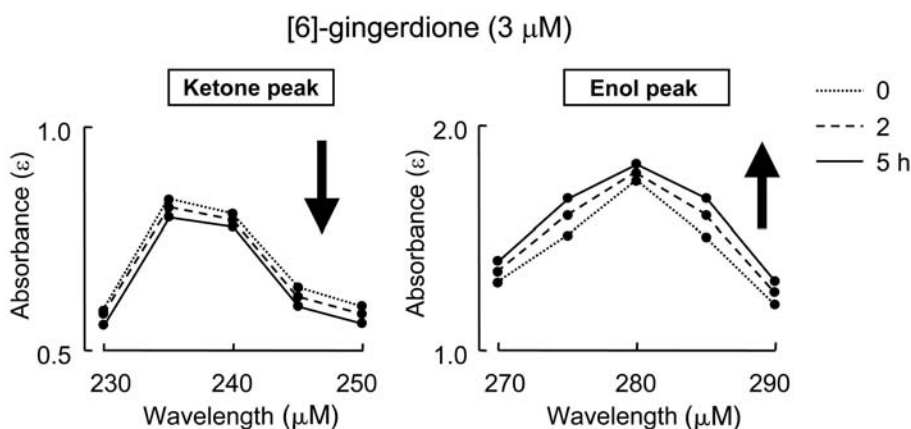 [6]-gingerdione (3 μM)
Ketone peak
Enol peak
0
2
5 h
Absorbance (ε)
1.0
0.5
230
240
250
Wavelength (μM)
Absorbance (ε)
2.0
1.0
270
280
290
Wavelength (μM)